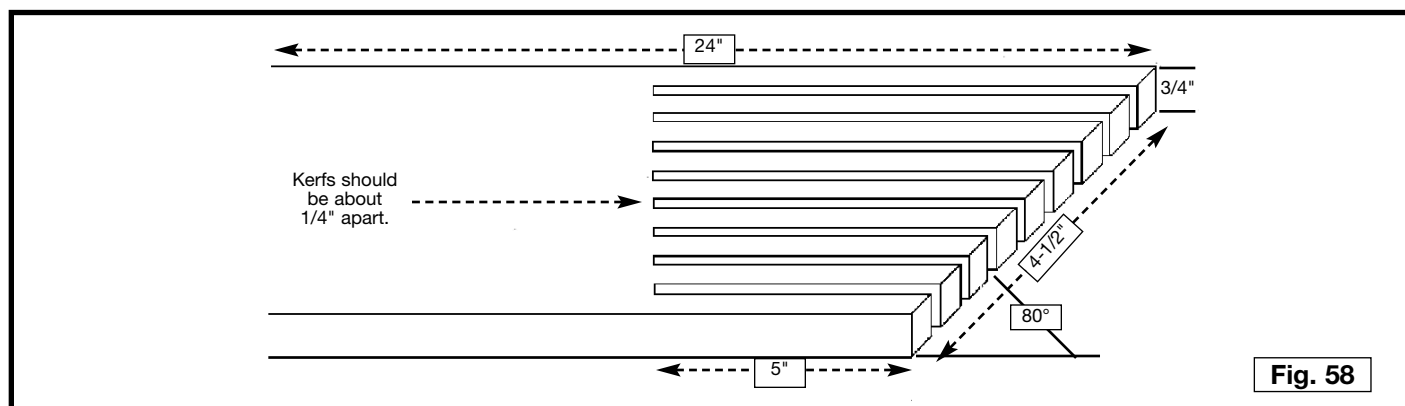 24"
3/4"
Kerfs should
be about
1/4" apart.
4-1/2"
80°
5"
Fig. 58